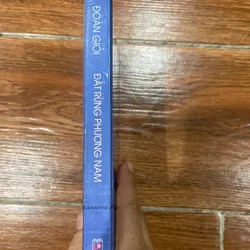 ĐOÀN GIỎI
ĐẤT RỪNG PHƯƠNG NAM